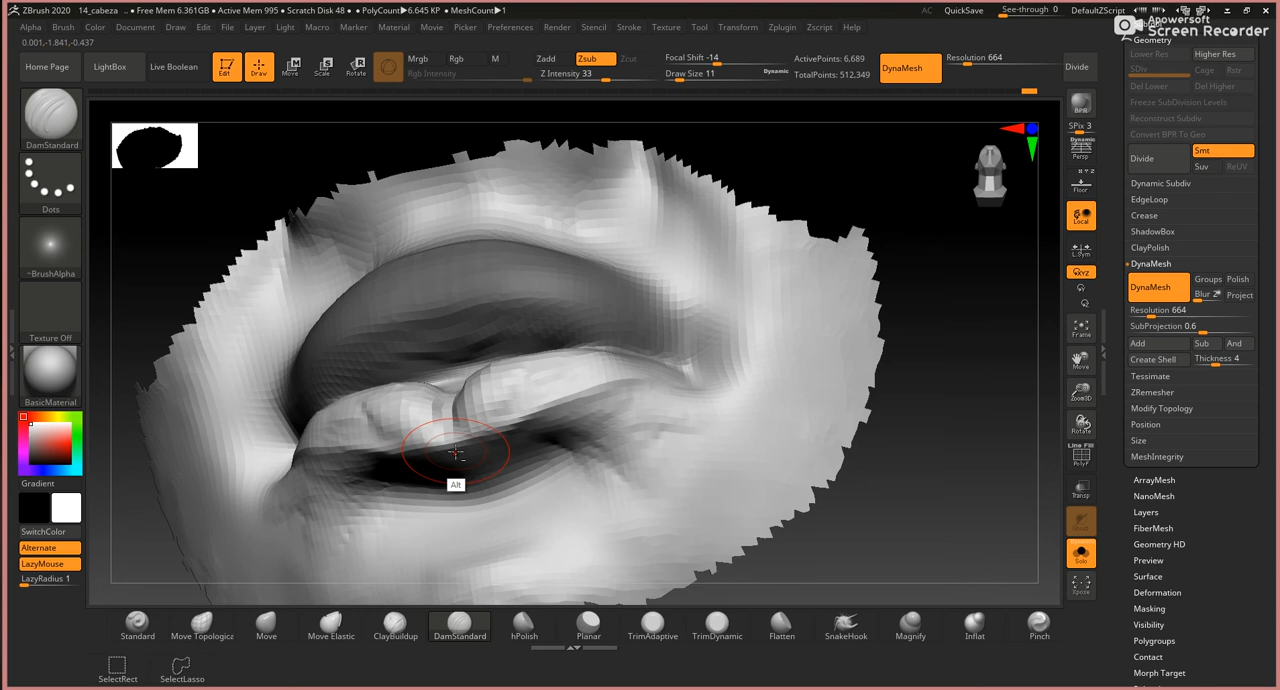 ZBrush 2020 14_cabeza .. • Free Mem 6.361GB • Active Mem 995 • Scratch Disk 48 • PolyCount▶6.645 KP • MeshCount▶1 AC QuickSave See-through 0 DefaultZScript
Apowersoft
Screen Recorder
Alpha Brush Color Document Draw Edit File Layer Light Macro Marker Material Movie Picker Preferences Render Stencil Stroke Texture Tool Transform Zplugin Zscript Help
0.001,-1.841,-0.437
Home Page
LightBox
Live Boolean
Edit
Draw
Move
Scale
Rotate
Mrgb Rgb M
Rgb Intensity
Zadd Zsub Zcut
Z Intensity 33
Focal Shift -14
Draw Size 11
Dynamic
ActivePoints: 6,689
TotalPoints: 512,349
DynaMesh
Resolution 664
Divide
DamStandard
Dots
~BrushAlpha
Texture Off
BasicMaterial
Gradient
SwitchColor
Alternate
LazyMouse
LazyRadius 1
Alt
BPR
SPix 3
Dynamic
Persp
Floor
Local
L.Sym
XYZ
Frame
Move
Zoom3D
Rotate
Line Fill
PolyF
Transp
Solo
Xpose
Geometry
Lower Res Higher Res
SDiv Cage Rstr
Del Lower Del Higher
Freeze SubDivision Levels
Reconstruct Subdiv
Convert BPR To Geo
Divide
Smt
Suv ReUV
Dynamic Subdiv
EdgeLoop
Crease
ShadowBox
ClayPolish
DynaMesh
DynaMesh
Groups Polish
Blur 2 Project
Resolution 664
SubProjection 0.6
Add Sub And
Create Shell Thickness 4
Tessimate
ZRemesher
Modify Topology
Position
Size
MeshIntegrity
ArrayMesh
NanoMesh
Layers
FiberMesh
Geometry HD
Preview
Surface
Deformation
Masking
Visibility
Polygroups
Contact
Morph Target
Standard
Move Topologica
Move
Move Elastic
ClayBuildup
DamStandard
hPolish
Planar
TrimAdaptive
TrimDynamic
Flatten
SnakeHook
Magnify
Inflat
Pinch
SelectRect
SelectLasso